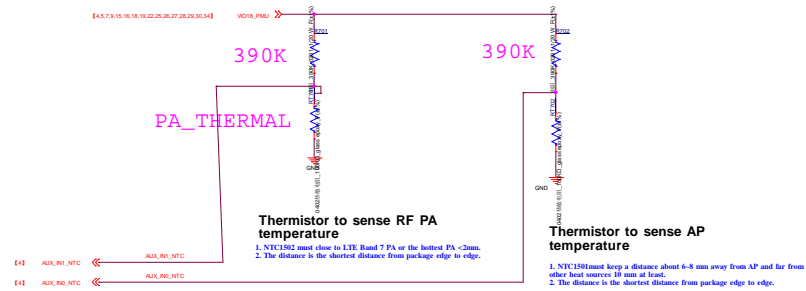 【4,5,7,9,15,16,18,19,22,25,26,27,28,29,30,34】 VIO18_PMU
R701
R702
390K
390K
RT702
PA_THERMAL
GND
GND
Thermistor to sense RF PA
temperature
1. NTC1502 must close to LTE Band 7 PA or the hottest PA <2mm.
2. The distance is the shortest distance from package edge to edge.
Thermistor to sense AP
temperature
1. NTC1501must keep a distance about 6~8 mm away from AP and far from
other heat sources 10 mm at least.
2. The distance is the shortest distance from package edge to edge.
【4】 AUX_IN1_NTC AUX_IN1_NTC
【4】 AUX_IN0_NTC AUX_IN0_NTC